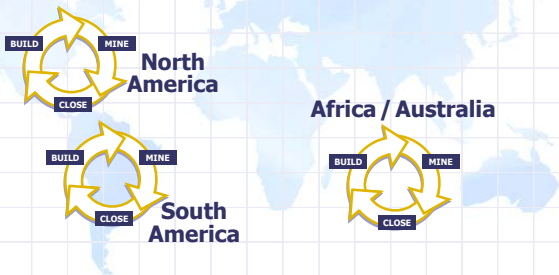 BUILD
MINE
CLOSE
North
America
Africa / Australia
BUILD
MINE
CLOSE
South
America
BUILD
MINE
CLOSE